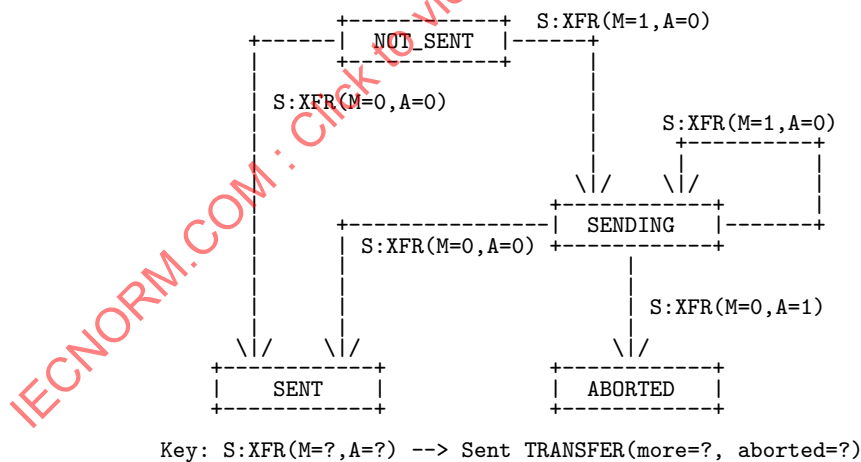 S:XFR(M=1,A=0)
NOT_SENT
S:XFR(M=0,A=0)
S:XFR(M=1,A=0)
SENDING
S:XFR(M=0,A=0)
S:XFR(M=0,A=1)
SENT
ABORTED
Key: S:XFR(M=?,A=?) --> Sent TRANSFER(more=?, aborted=?)
IECNORM.COM : Click to vie